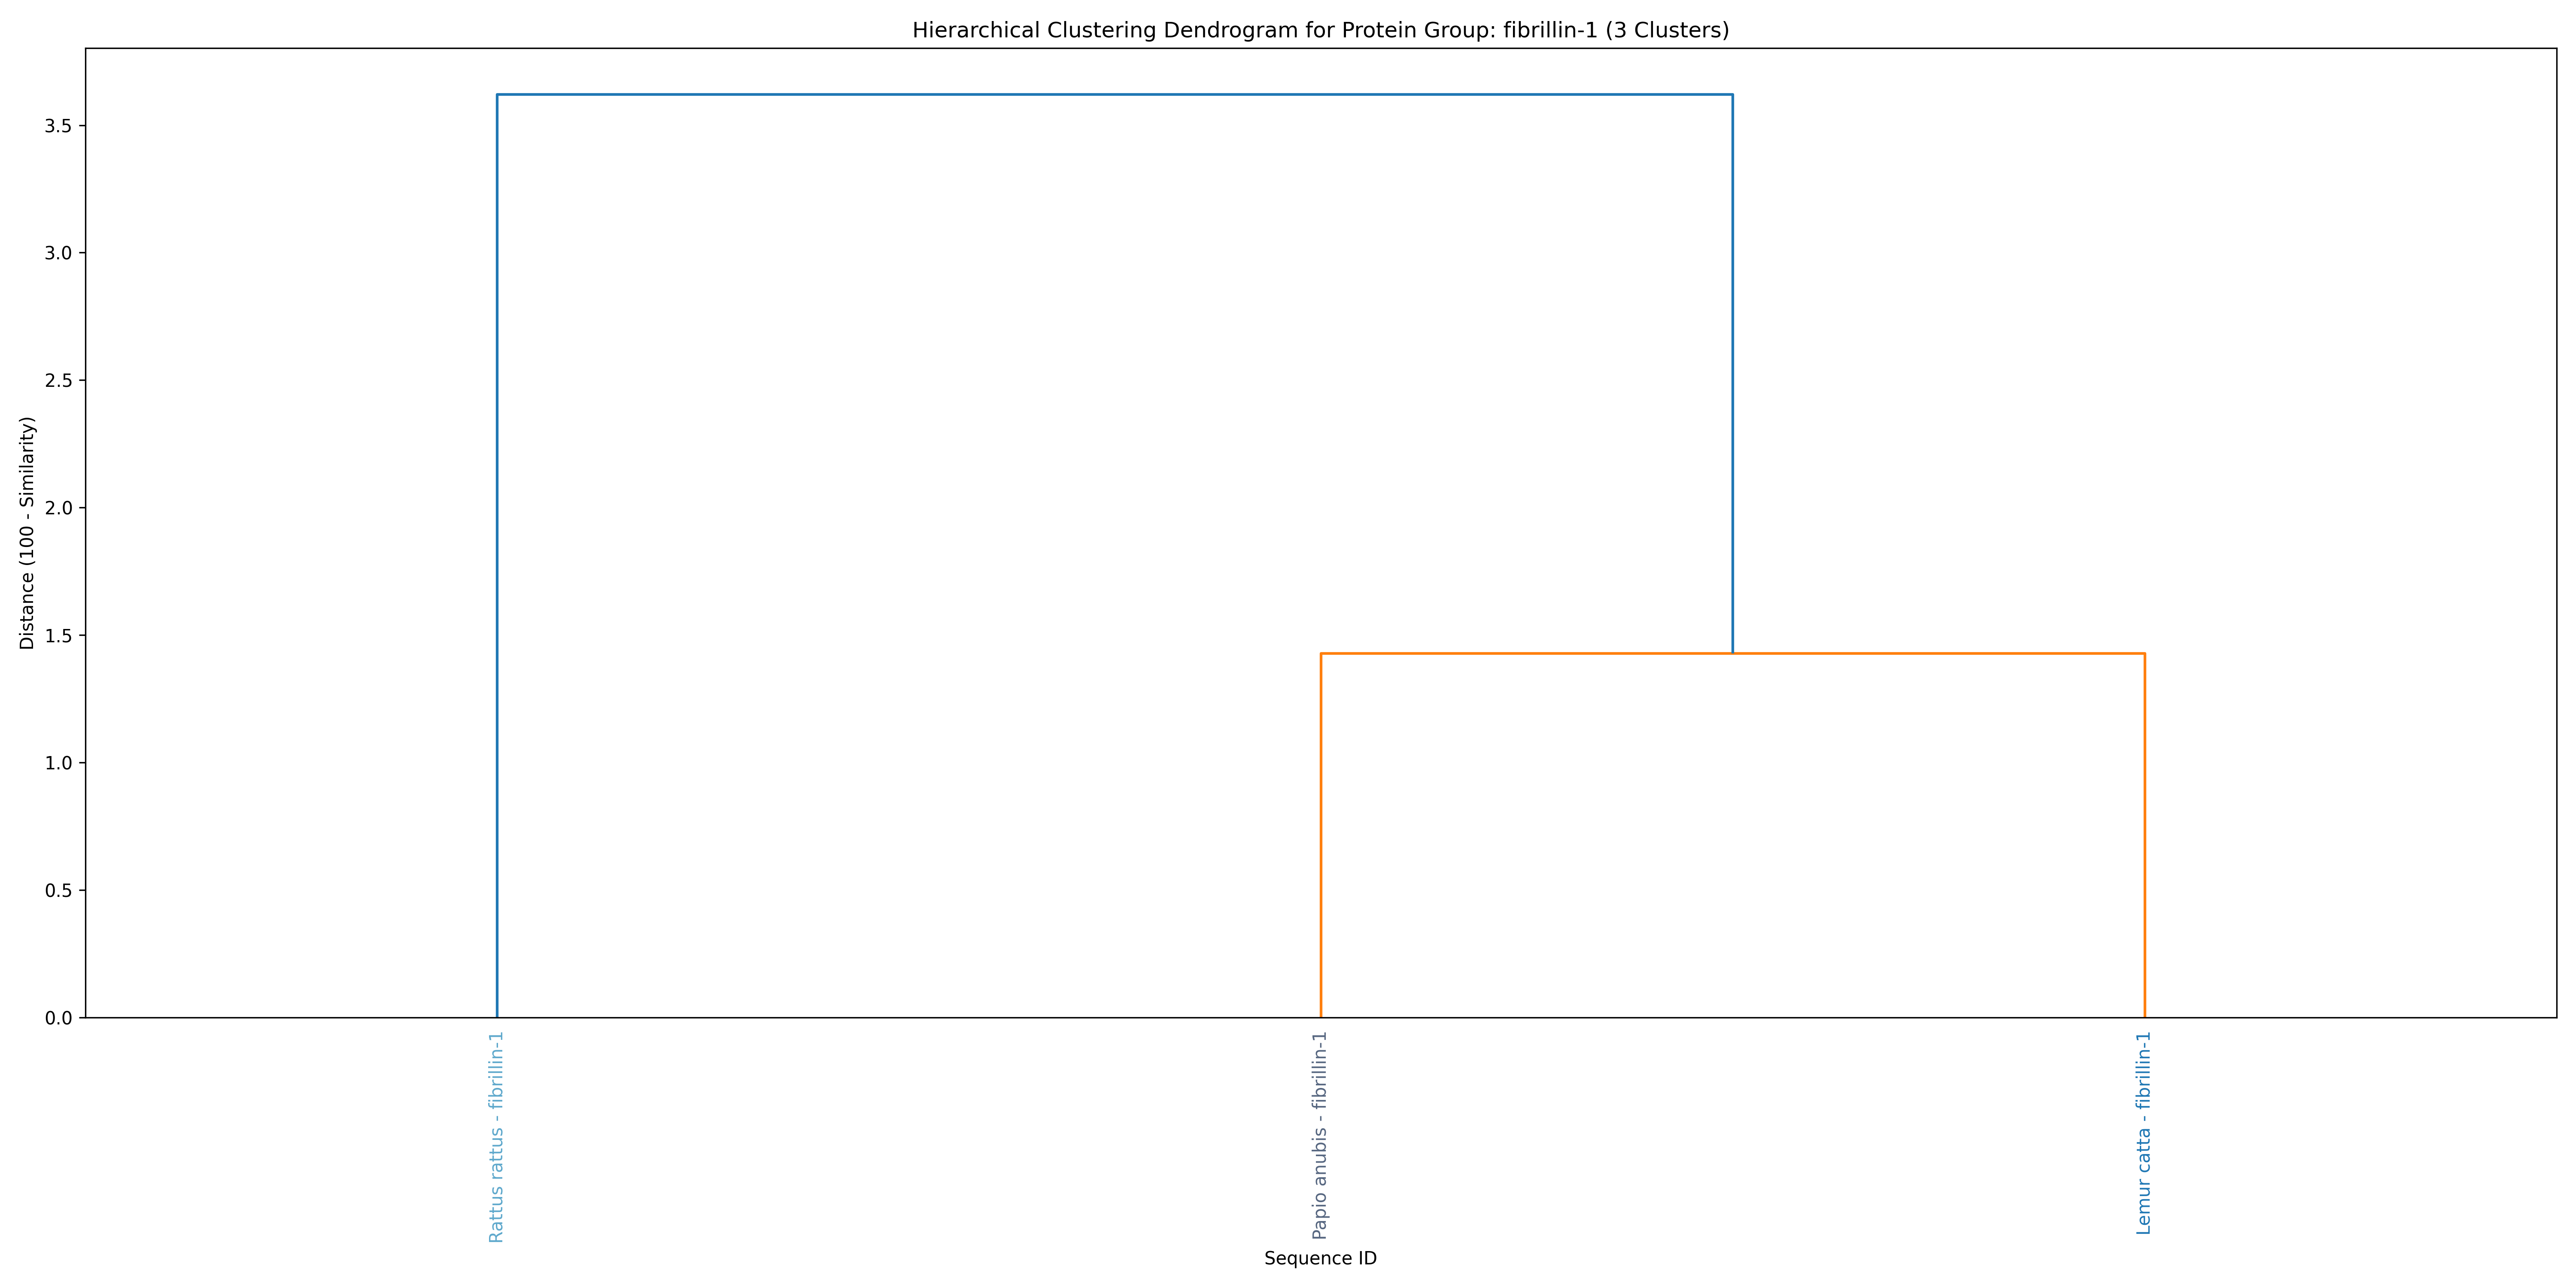 Hierarchical Clustering Dendrogram for Protein Group: fibrillin-1 (3 Clusters)
Distance (100 - Similarity)
3.5
3.0
2.5
2.0
1.5
1.0
0.5
0.0
Rattus rattus - fibrillin-1
Papio anubis - fibrillin-1
Lemur catta - fibrillin-1
Sequence ID